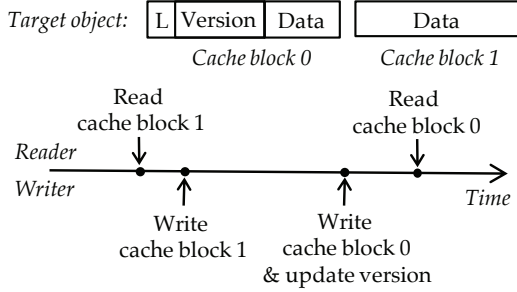 Target object: L Version Data Data
Cache block 0 Cache block 1
Read
cache block 1
Read
cache block 0
Reader
Writer
Time
Write
cache block 1
Write
cache block 0
& update version